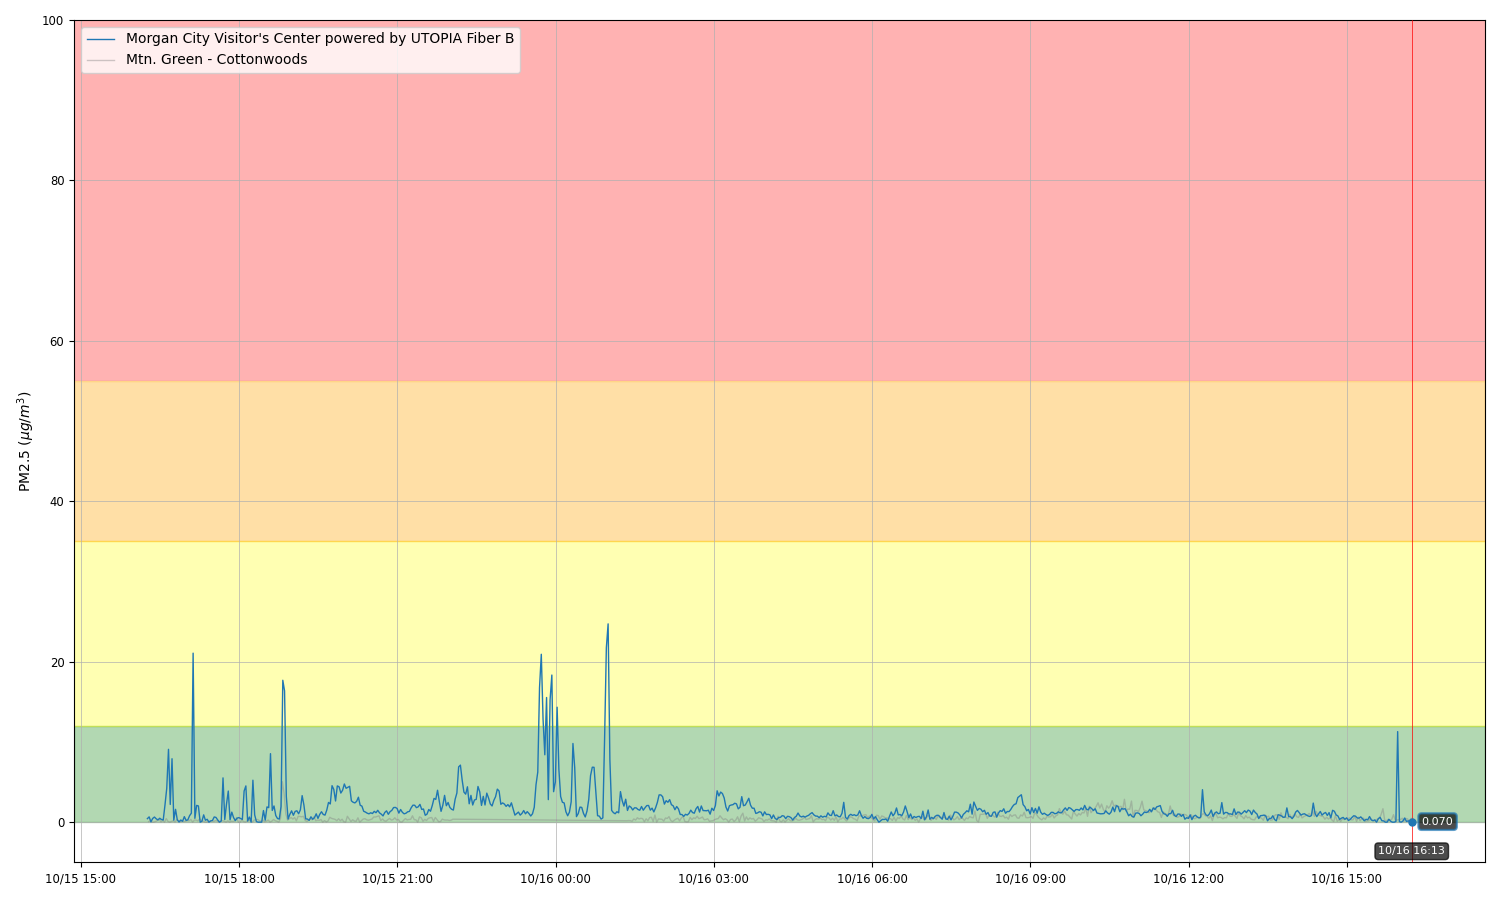 100
Morgan City Visitor's Center powered by UTOPIA Fiber B
Mtn. Green - Cottonwoods
80
60
PM2.5 (μg/m³)
40
20
0
0.070
10/16 16:13
10/15 15:00 10/15 18:00 10/15 21:00 10/16 00:00 10/16 03:00 10/16 06:00 10/16 09:00 10/16 12:00 10/16 15:00